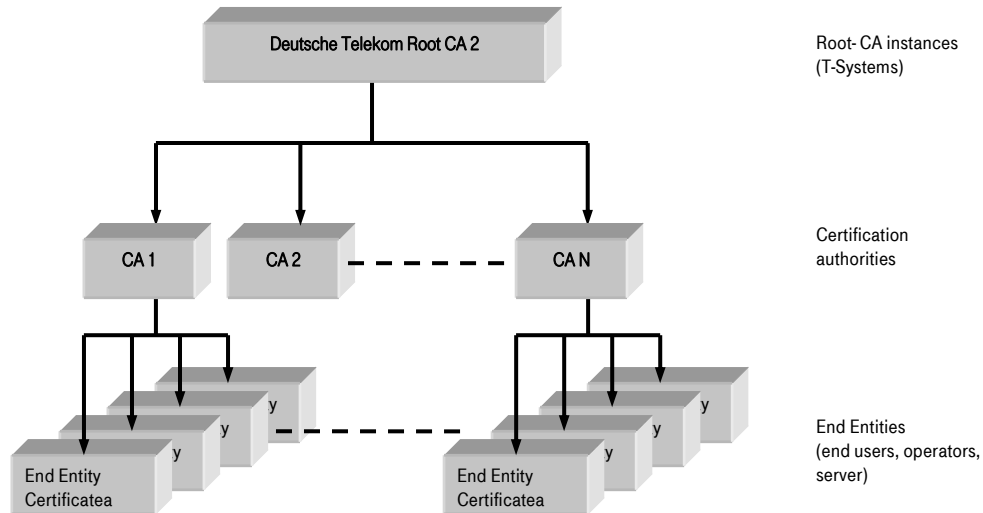 Deutsche Telekom Root CA 2
Root- CA instances
(T-Systems)
CA 1
CA 2
CA N
Certification
authorities
y
y
y
y
y
y
End Entity
Certificatea
End Entity
Certificatea
End Entities
(end users, operators,
server)